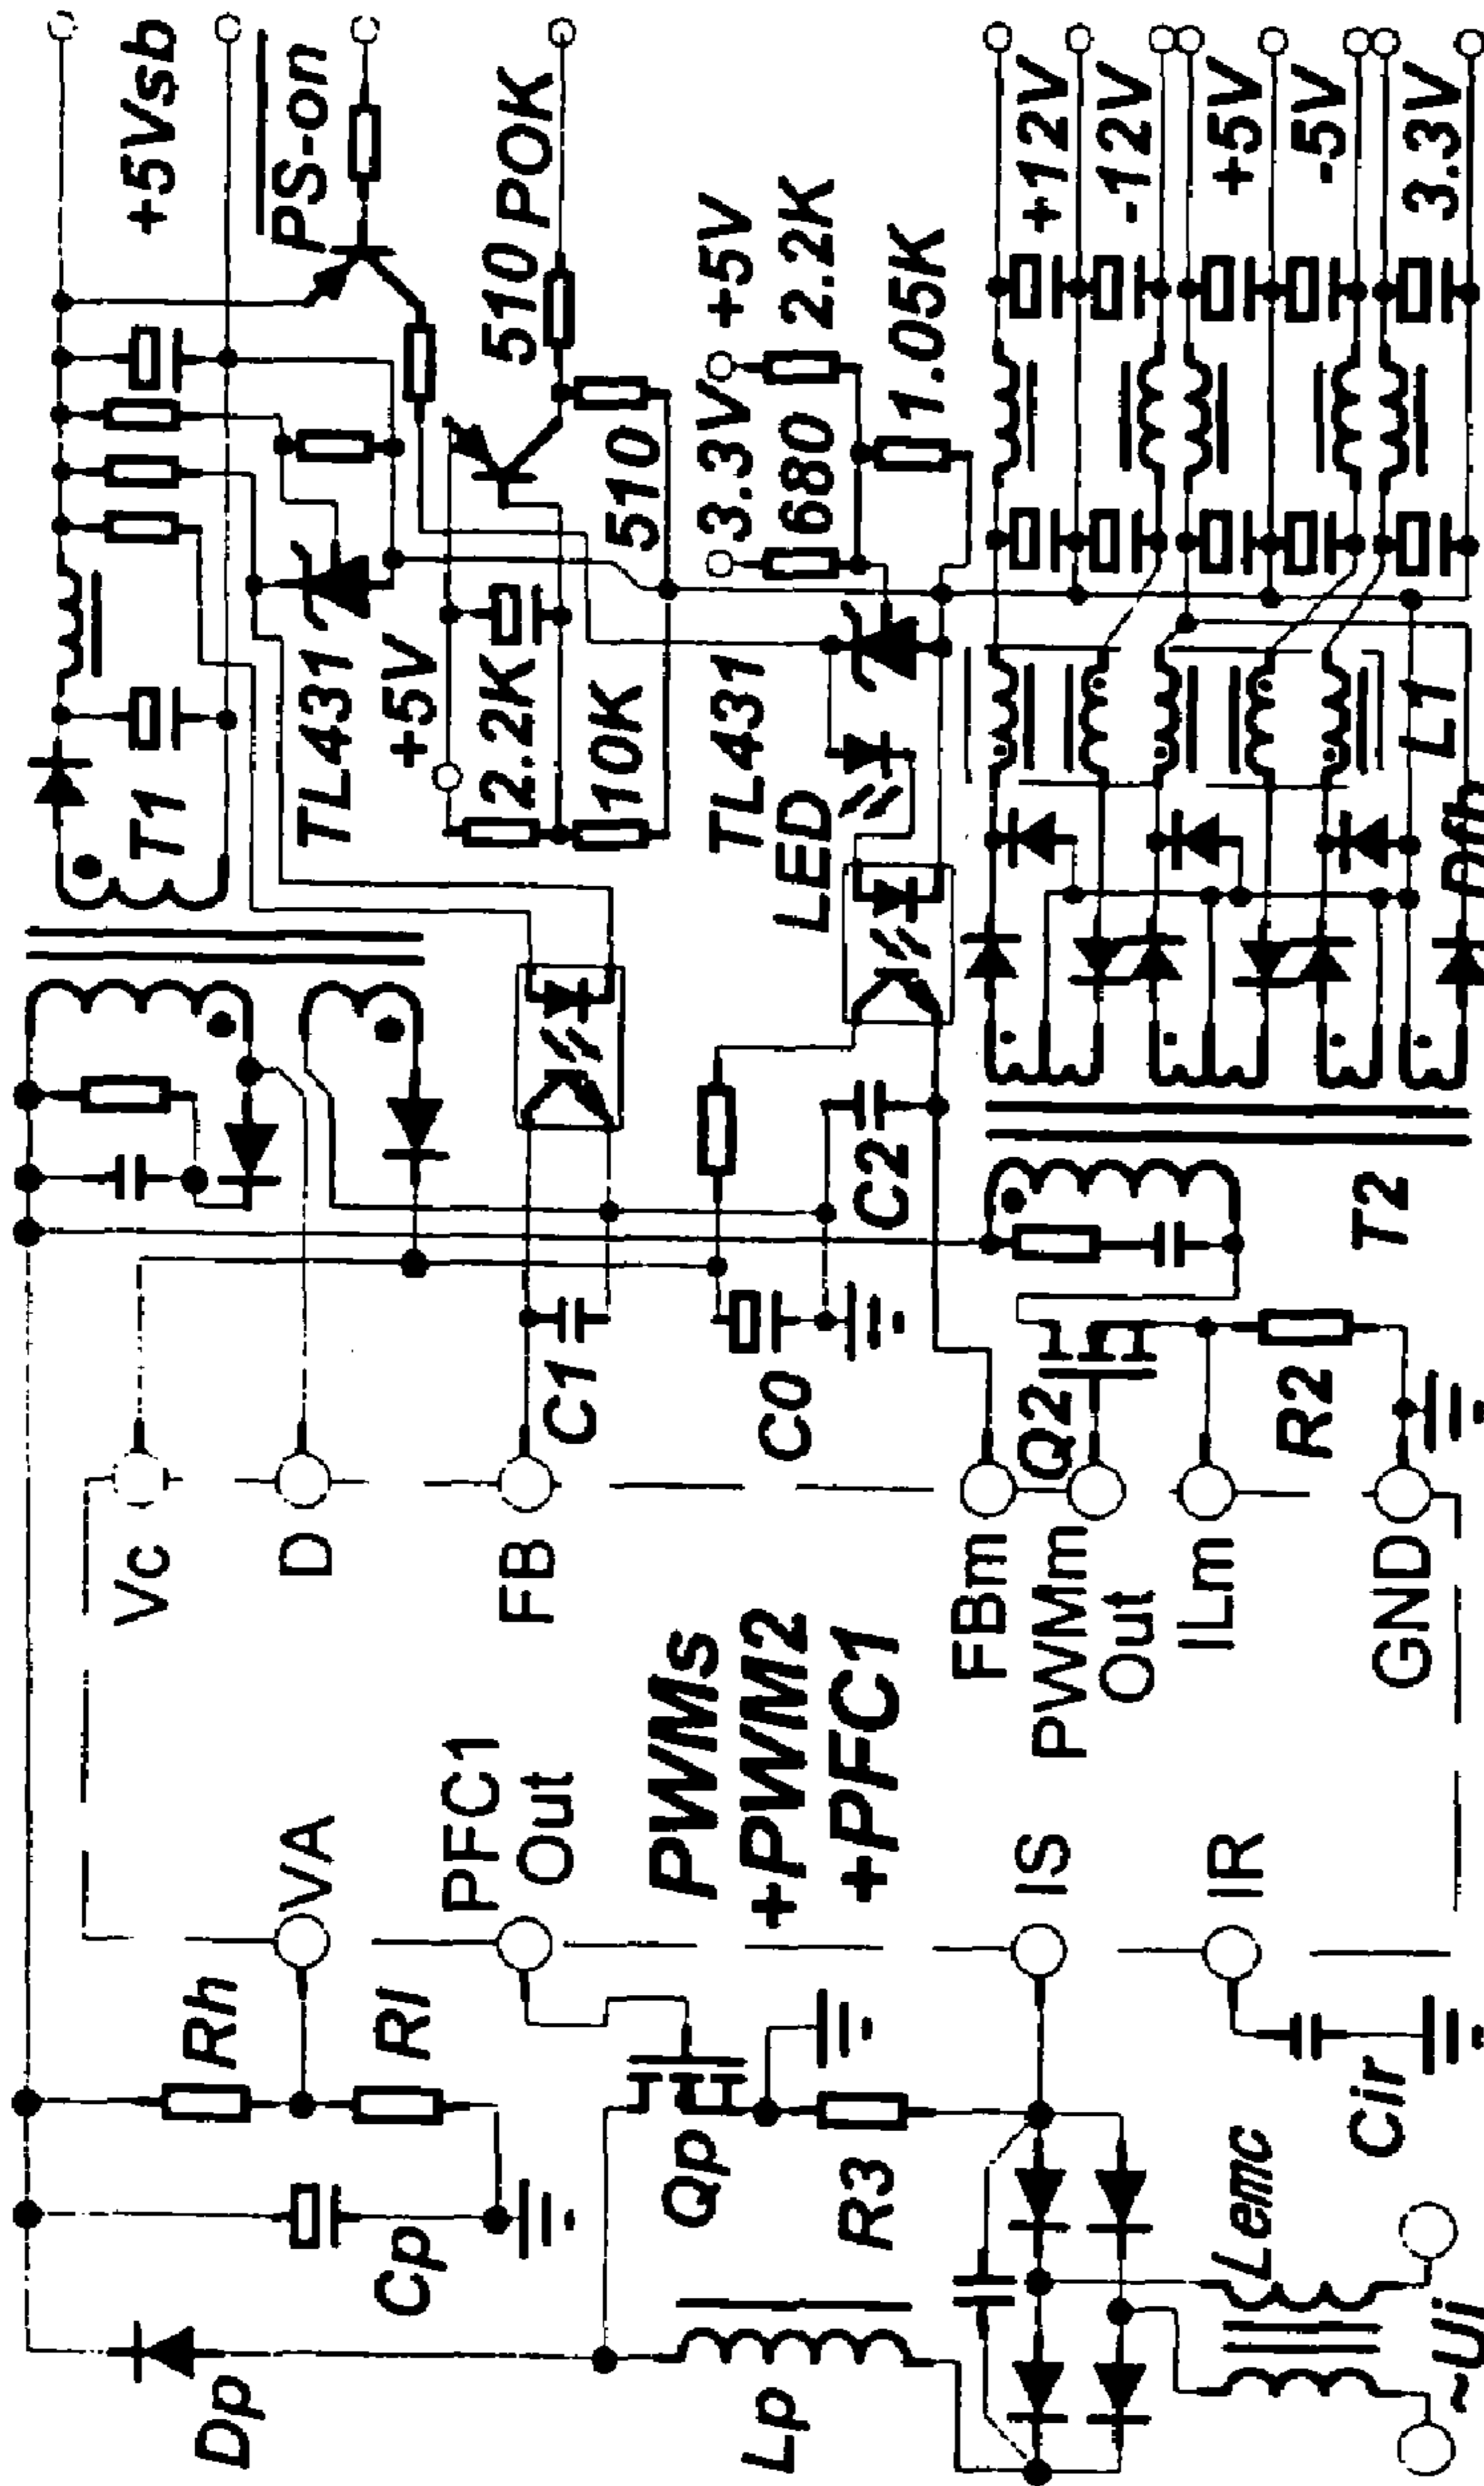 Dp
Cp
Rh
Rl
Lp
Qp
R3
Lemc
~Ui
Cir
VA
PFC1
Out
IS
IR
PWMs
+PWM2
+PFC1
Vc
D
FB
FBm
PWMm
Out
ILm
GND
C1
C0
C2
Q2
R2
T2
T1
TL431
+5V
2.2K
10K
510
510
POK
PS-on
+5Vsb
TL431
LED
3.3V
+5V
680
2.2K
1.05K
L1
Dfh
+12V
-12V
+5V
-5V
3.3V